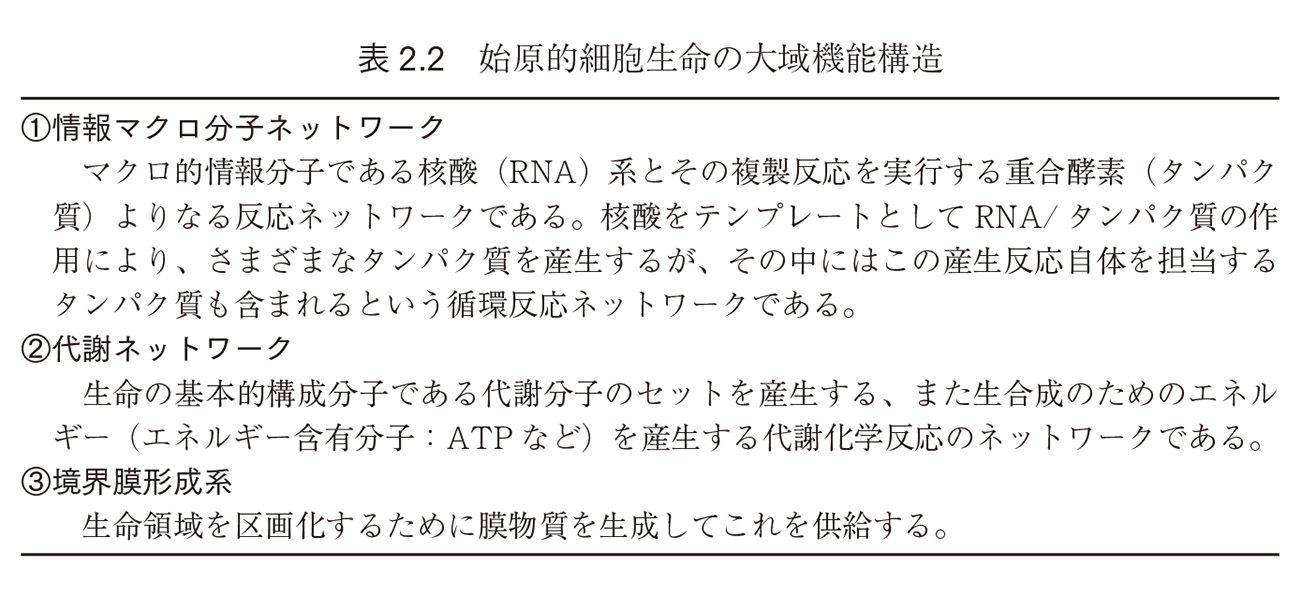 表 2.2　始原的細胞生命の大域機能構造
①情報マクロ分子ネットワーク
マクロ的情報分子である核酸（RNA）系とその複製反応を実行する重合酵素（タンパク
質）よりなる反応ネットワークである。核酸をテンプレートとして RNA/ タンパク質の作
用により、さまざまなタンパク質を産生するが、その中にはこの産生反応自体を担当する
タンパク質も含まれるという循環反応ネットワークである。
②代謝ネットワーク
生命の基本的構成分子である代謝分子のセットを産生する、また生合成のためのエネル
ギー（エネルギー含有分子：ATP など）を産生する代謝化学反応のネットワークである。
③境界膜形成系
生命領域を区画化するために膜物質を生成してこれを供給する。